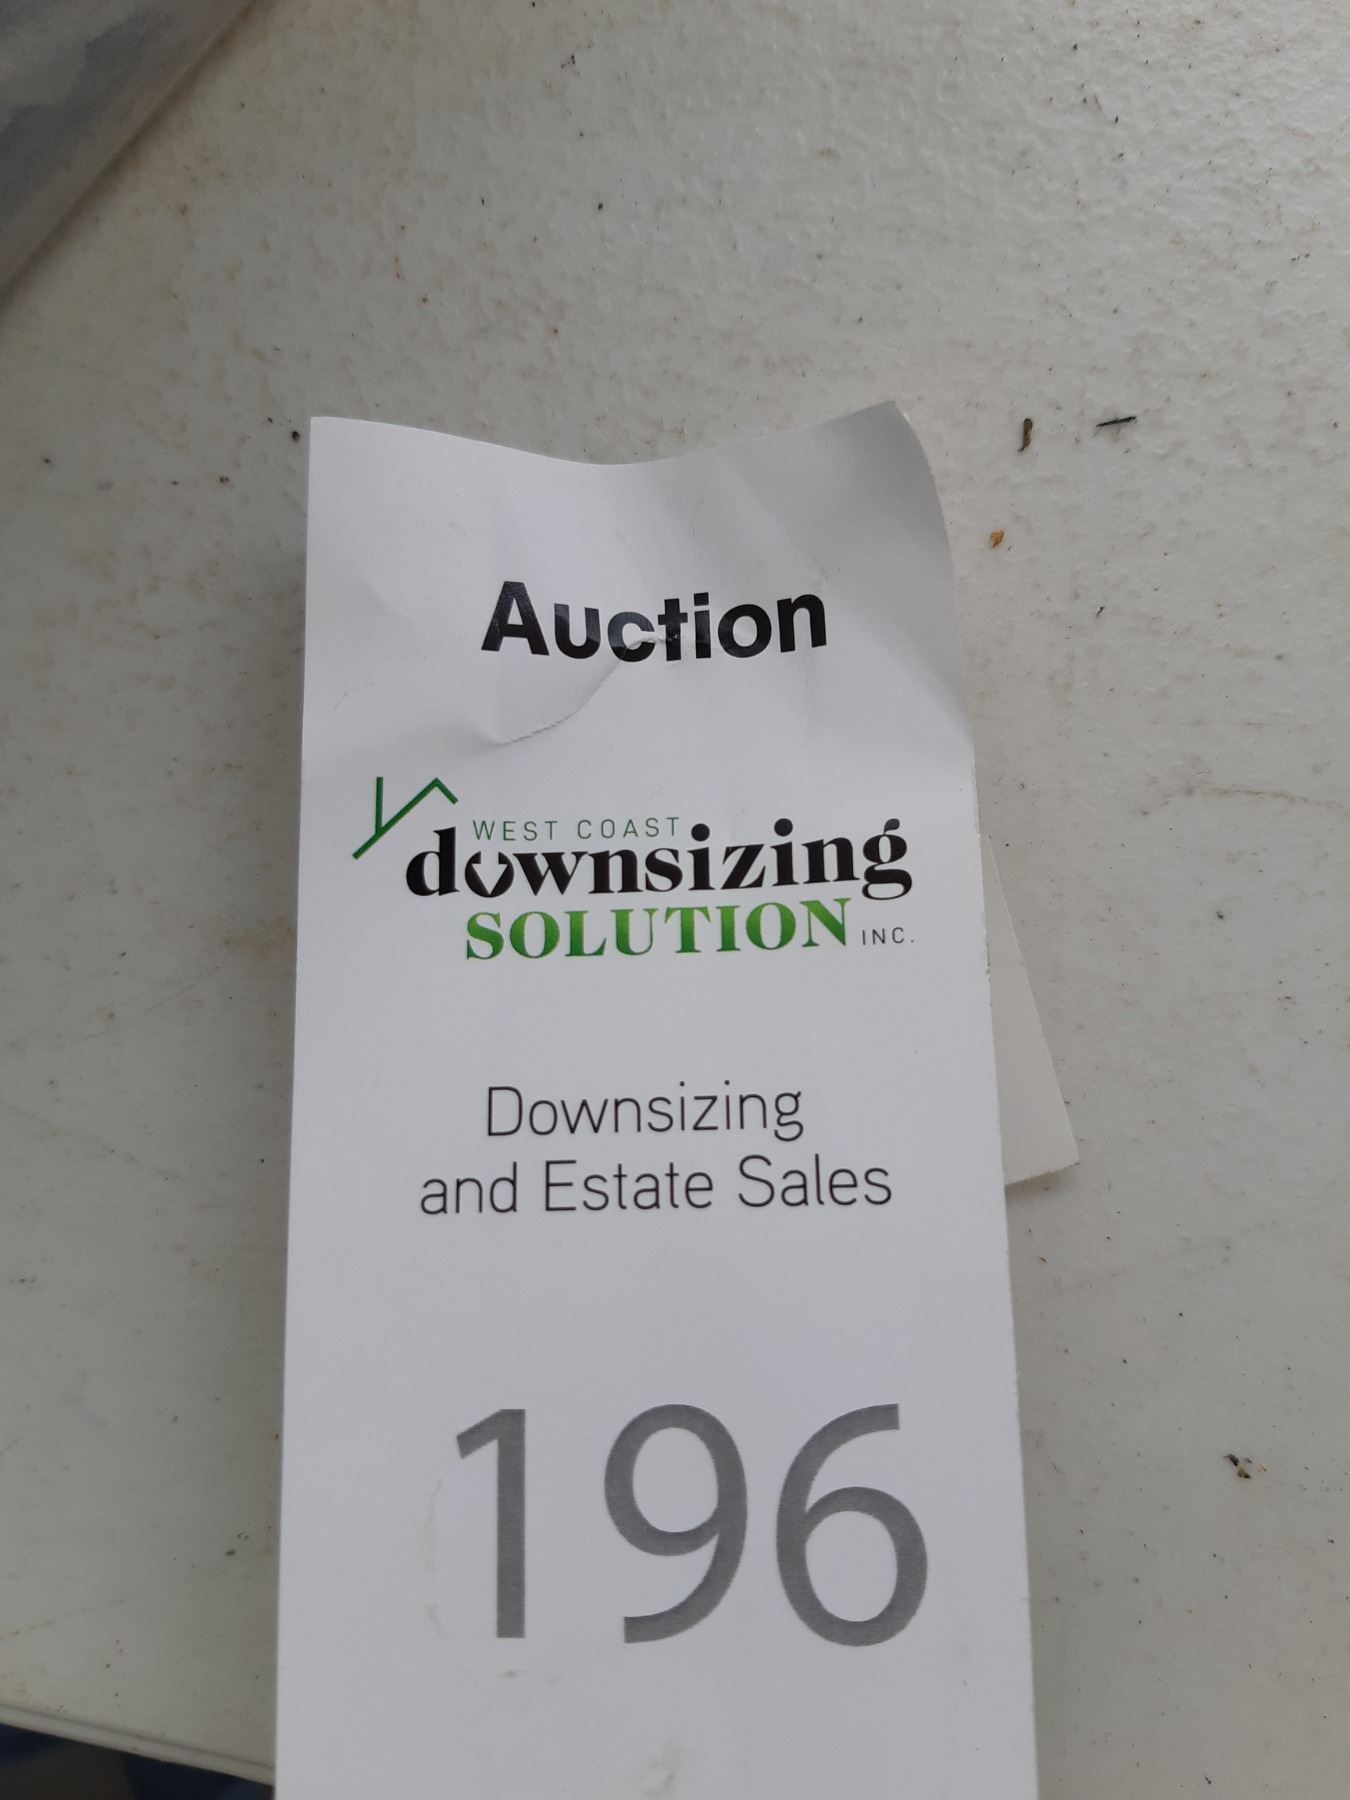 Auction
WEST COAST
downsizing
SOLUTION INC.
Downsizing
and Estate Sales
196